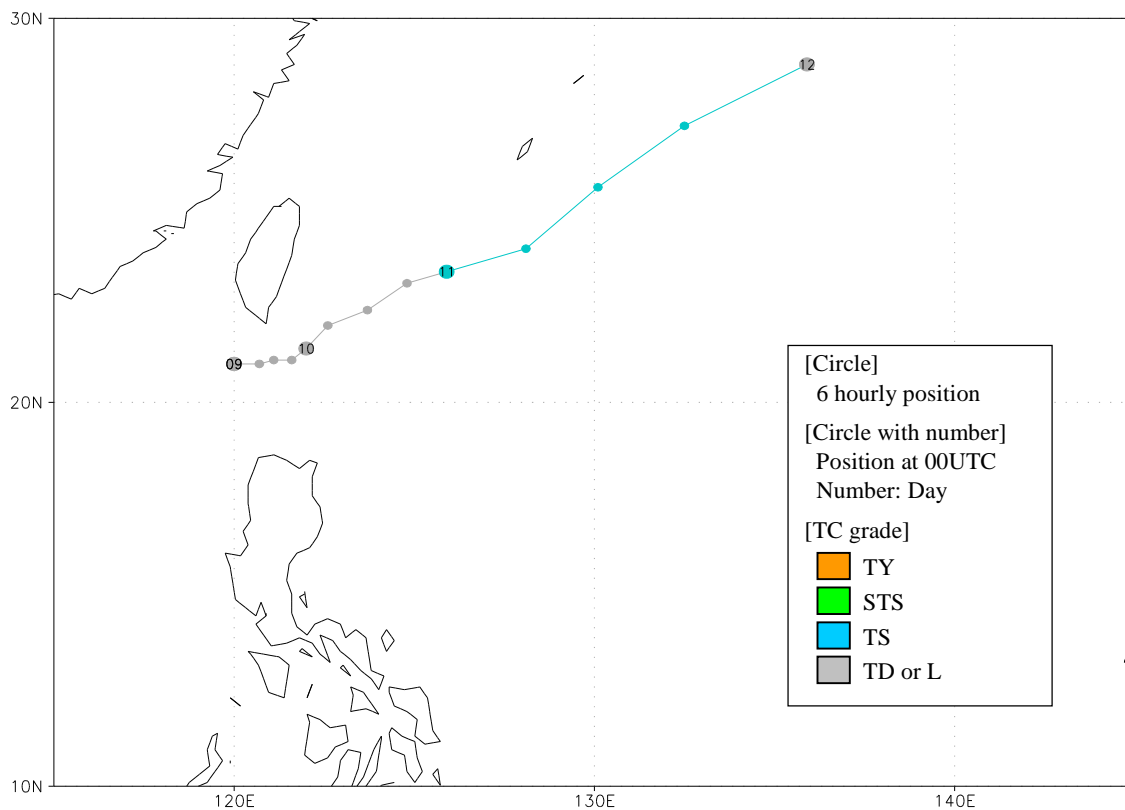 30N
12
11
10
09
20N
[Circle]
6 hourly position
[Circle with number]
Position at 00UTC
Number: Day
[TC grade]
TY
STS
TS
TD or L
10N
120E
130E
140E